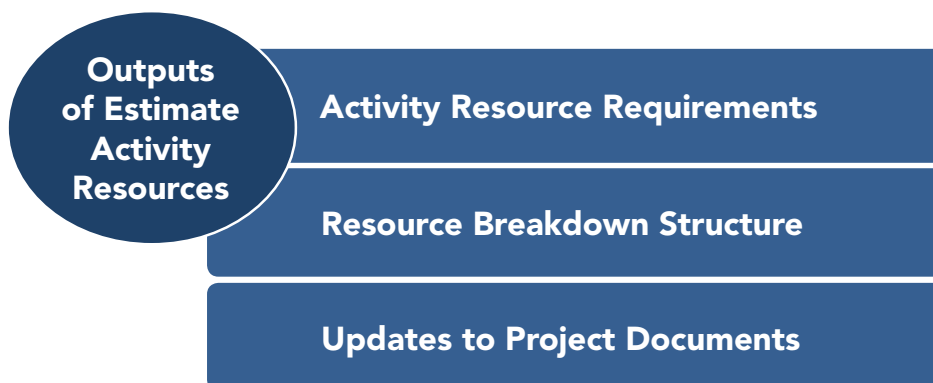 Outputs
of Estimate
Activity
Resources
Activity Resource Requirements
Resource Breakdown Structure
Updates to Project Documents